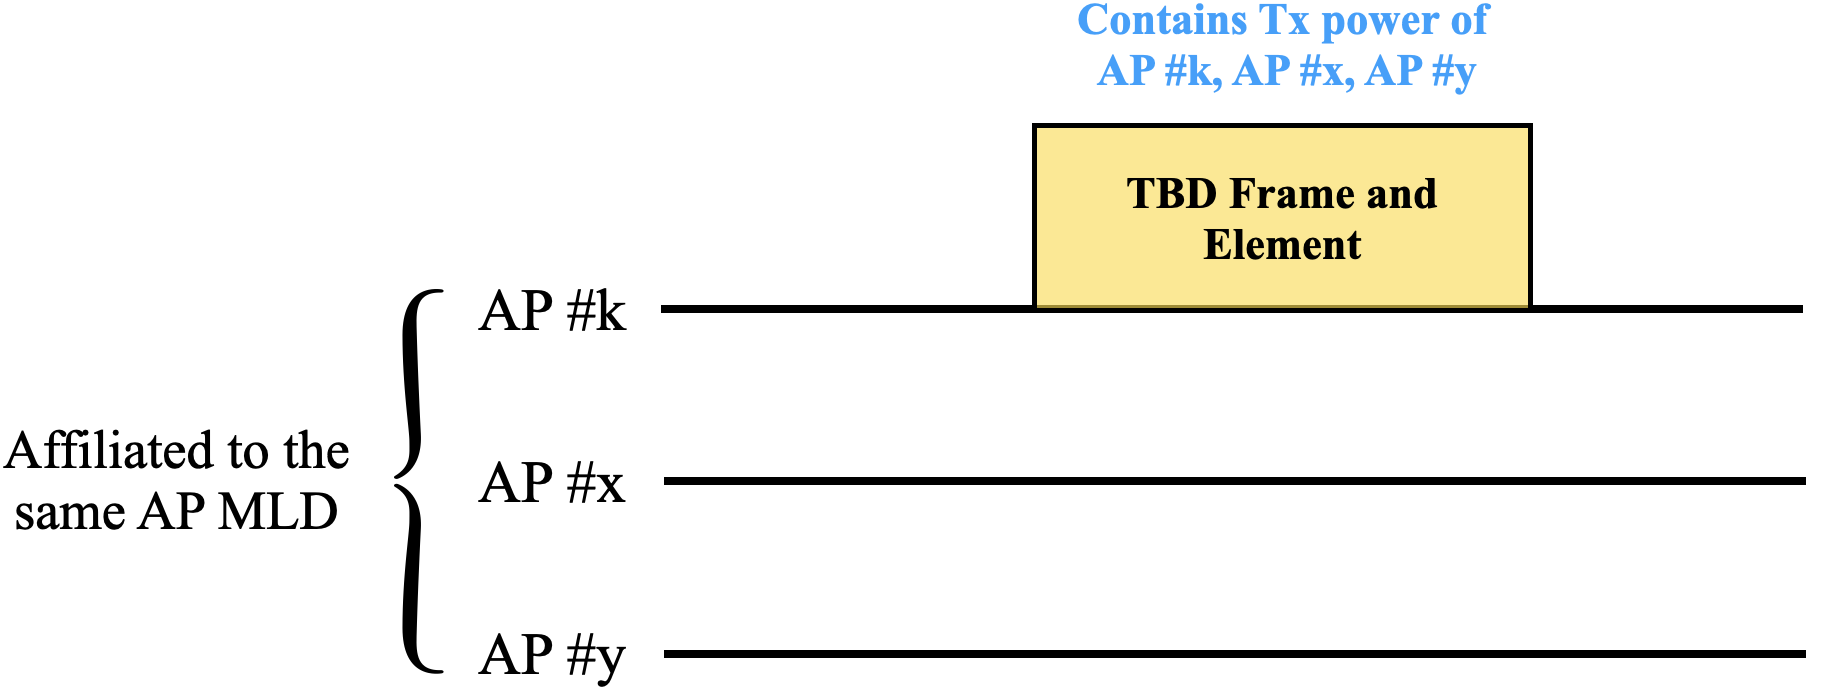 Contains Tx power of
AP #k, AP #x, AP #y
TBD Frame and
Element
AP #k
Affiliated to the
same AP MLD
AP #x
AP #y